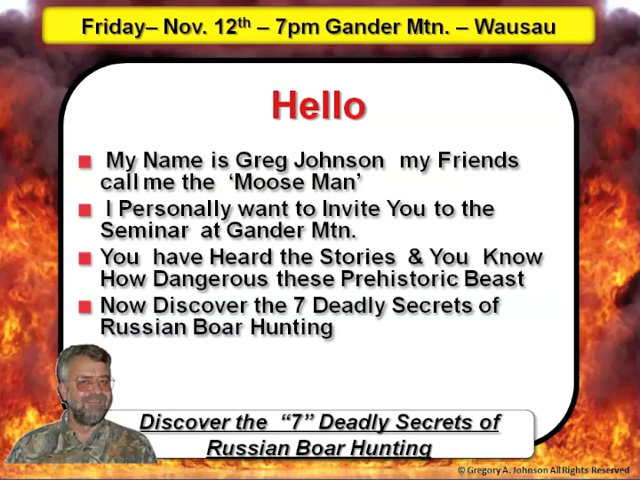 Friday– Nov. 12th – 7pm Gander Mtn. – Wausau
Hello
My Name is Greg Johnson my Friends
call me the ‘Moose Man’
I Personally want to Invite You to the
Seminar at Gander Mtn.
You have Heard the Stories & You Know
How Dangerous these Prehistoric Beast
Now Discover the 7 Deadly Secrets of
Russian Boar Hunting
Discover the “7” Deadly Secrets of
Russian Boar Hunting
© Gregory A. Johnson All Rights Reserved